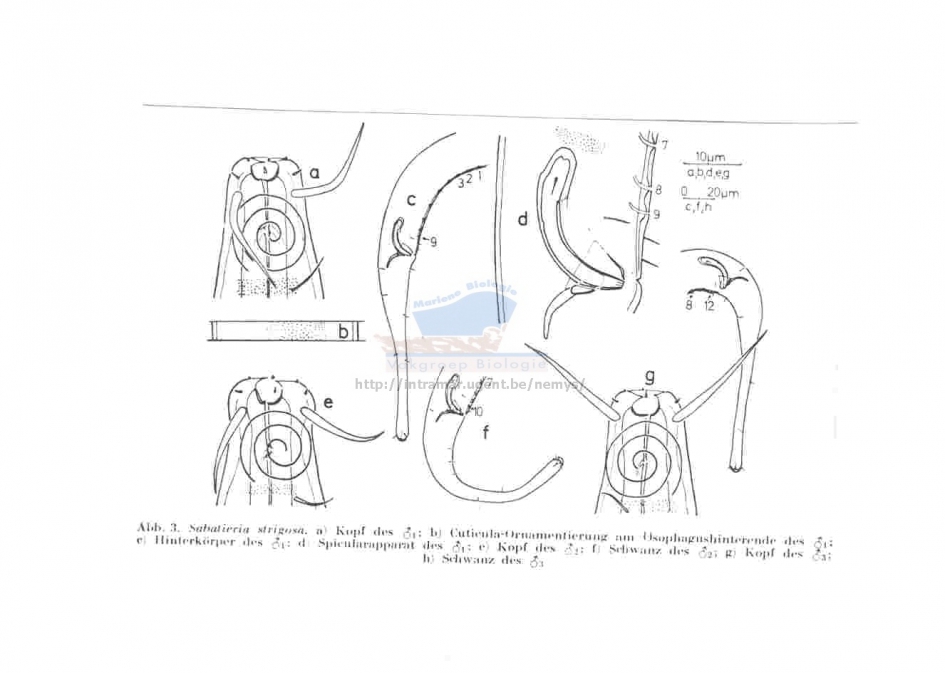 a
c
3 2 1
9
d
7
8
9
10µm
a,b,d,e,g
0 20µm
c,f,h
8 12
b
Mariene Biologie
Vakgroep Biologie
http://intramar.ugent.be/nemys/
e
7
10
f
g
Abb. 3. Sabatieria strigosa. a) Kopf des ♂1; b) Cuticula-Ornamentierung am Ösophagushinterende des ♂1;
c) Hinterkörper des ♂1; d) Spicularapparat des ♂1; e) Kopf des ♂2; f) Schwanz des ♂2; g) Kopf des ♂3;
h) Schwanz des ♂3